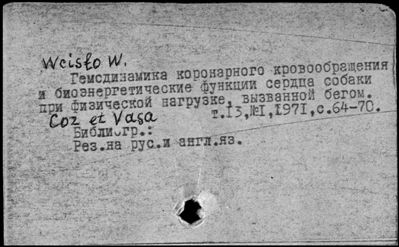 Wcisło W.
Гемодинамика коронарного кровообращения
и биоэнергетические функции сердца собаки
при физической нагрузке, вызванной бегом.
Coz et Vasa т.13,№1,1971,с.64-70.
Библиогр.:
Рез.на рус.и англ.яз.